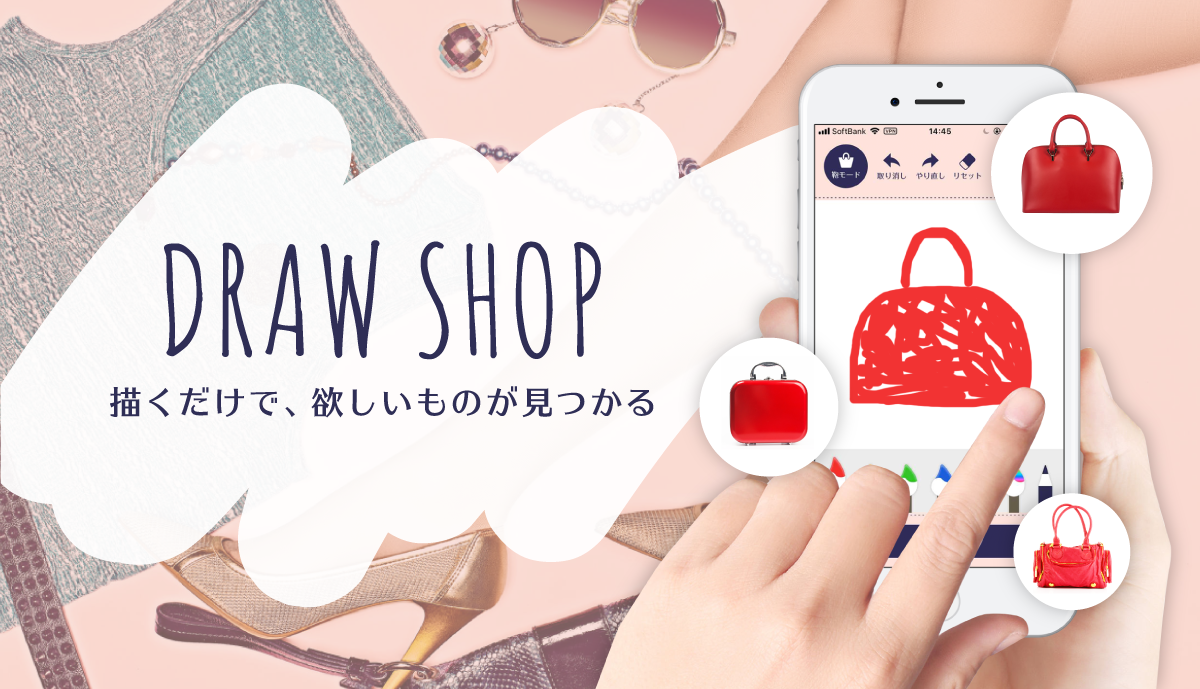 DRAW SHOP
描くだけで、欲しいものが見つかる
SoftBank VPN 14:45
鞄モード 取り消し やり直し リセット